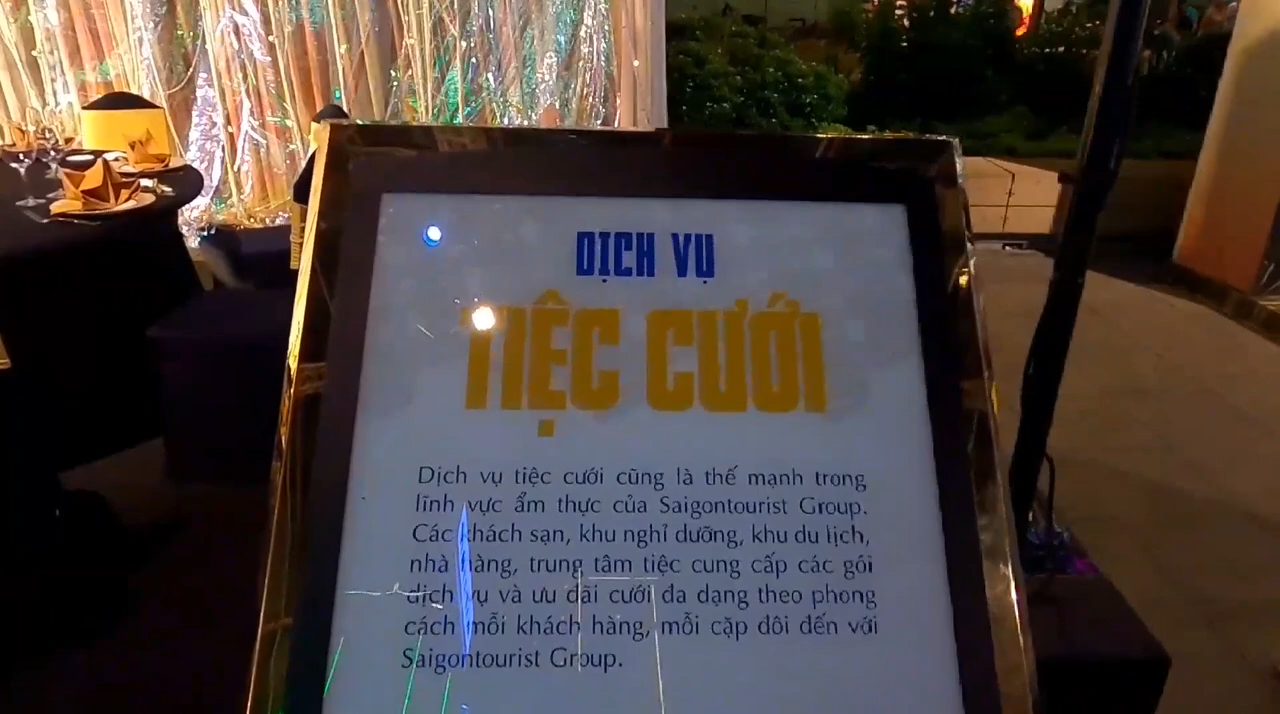 DỊCH VỤ
TIỆC CƯỚI
Dịch vụ tiệc cưới cũng là thế mạnh trong
lĩnh vực ẩm thực của Saigontourist Group.
Các khách sạn, khu nghỉ dưỡng, khu du lịch,
nhà hàng, trung tâm tiệc cung cấp các gói
dịch vụ và ưu đãi cưới đa dạng theo phong
cách mỗi khách hàng, mỗi cặp đôi đến với
Saigontourist Group.